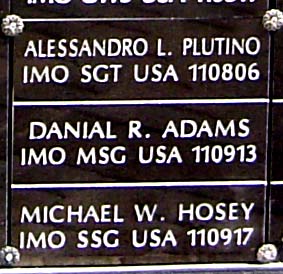 ALESSANDRO L. PLUTINO
IMO SGT USA 110806
DANIAL R. ADAMS
IMO MSG USA 110913
MICHAEL W. HOSEY
IMO SSG USA 110917